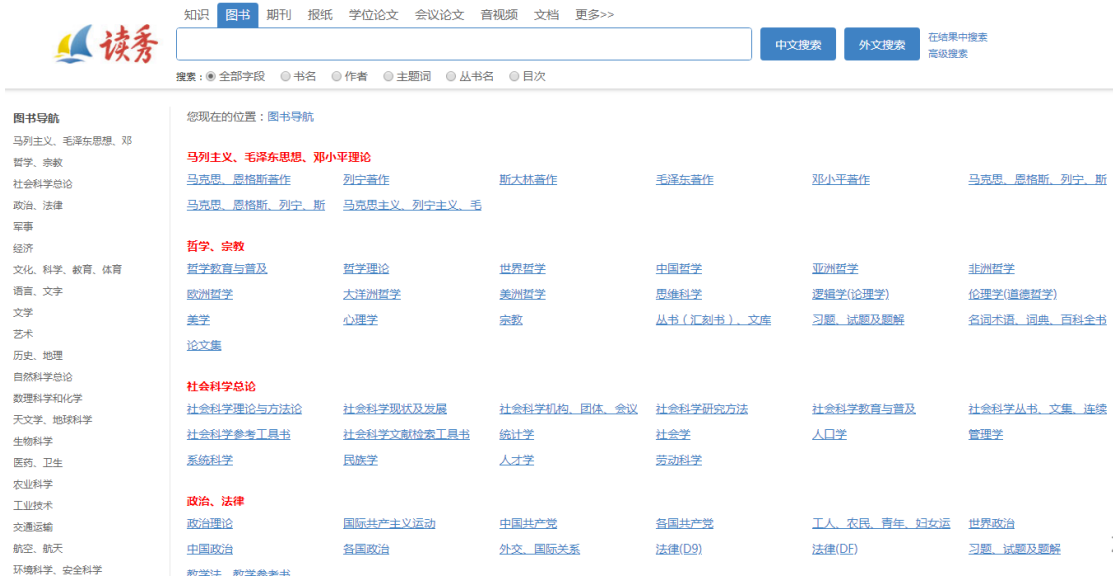 知识 图书 期刊 报纸 学位论文 会议论文 音视频 文档 更多>>
读秀
中文搜索 外文搜索 在结果中搜索
高级搜索
搜索: 全部字段 书名 作者 主题词 丛书名 目次
图书导航
马列主义、毛泽东思想、邓
哲学、宗教
社会科学总论
政治、法律
军事
经济
文化、科学、教育、体育
语言、文字
文学
艺术
历史、地理
自然科学总论
数理科学和化学
天文学、地球科学
生物科学
医药、卫生
农业科学
工业技术
交通运输
航空、航天
环境科学、安全科学
您现在的位置:图书导航
马列主义、毛泽东思想、邓小平理论
马克思、恩格斯著作 列宁著作 斯大林著作 毛泽东著作 邓小平著作 马克思、恩格斯、列宁、斯
马克思、恩格斯、列宁、斯 马克思主义、列宁主义、毛
哲学、宗教
哲学教育与普及 哲学理论 世界哲学 中国哲学 亚洲哲学 非洲哲学
欧洲哲学 大洋洲哲学 美洲哲学 思维科学 逻辑学(论理学) 伦理学(道德哲学)
美学 心理学 宗教 丛书(汇刻书)、文库 习题、试题及题解 名词术语、词典、百科全书
论文集
社会科学总论
社会科学理论与方法论 社会科学现状及发展 社会科学机构、团体、会议 社会科学研究方法 社会科学教育与普及 社会科学丛书、文集、连续
社会科学参考工具书 社会科学文献检索工具书 统计学 社会学 人口学 管理学
系统科学 民族学 人才学 劳动科学
政治、法律
政治理论 国际共产主义运动 中国共产党 各国共产党 工人、农民、青年、妇女运 世界政治
中国政治 各国政治 外交、国际关系 法律(D9) 法律(DF) 习题、试题及题解
教学法、教学参考书